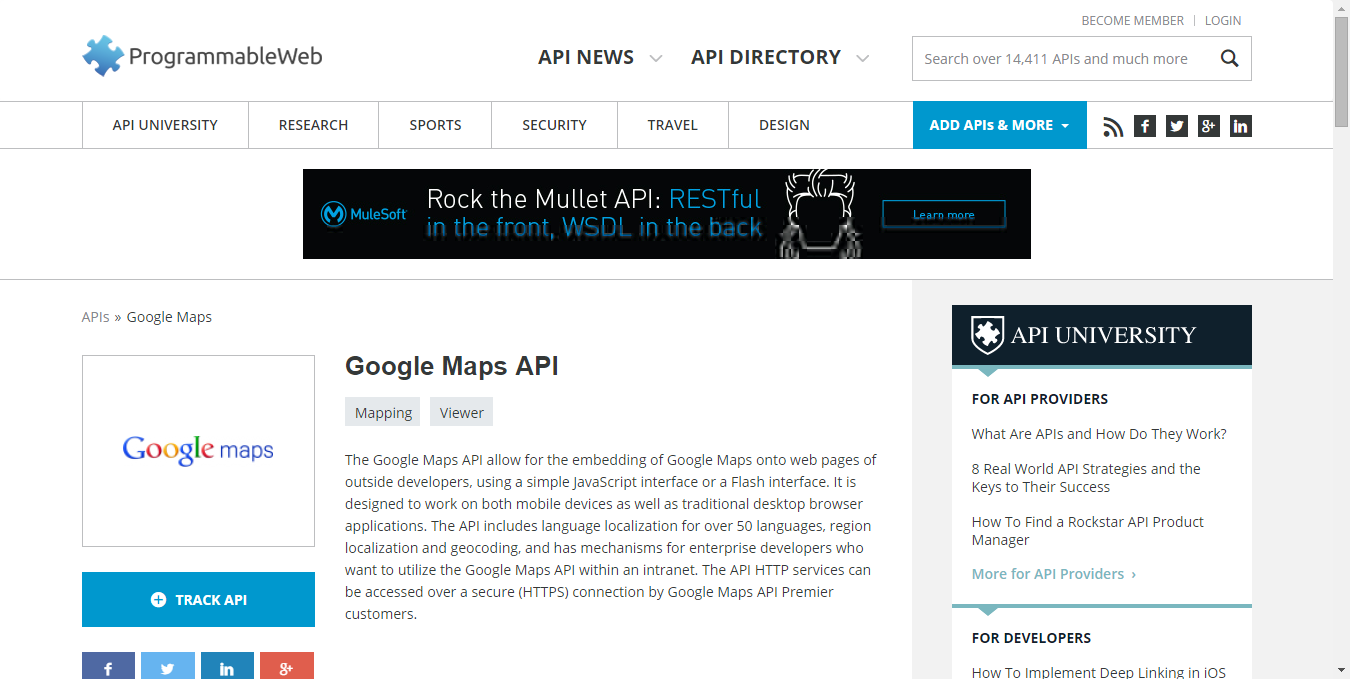 BECOME MEMBER | LOGIN
ProgrammableWeb
API NEWS
API DIRECTORY
Search over 14,411 APIs and much more
API UNIVERSITY
RESEARCH
SPORTS
SECURITY
TRAVEL
DESIGN
ADD APIs & MORE
MuleSoft
Rock the Mullet API: RESTful
in the front, WSDL in the back
Learn more
APIs » Google Maps
Google maps
TRACK API
Google Maps API
Mapping
Viewer
The Google Maps API allow for the embedding of Google Maps onto web pages of
outside developers, using a simple JavaScript interface or a Flash interface. It is
designed to work on both mobile devices as well as traditional desktop browser
applications. The API includes language localization for over 50 languages, region
localization and geocoding, and has mechanisms for enterprise developers who
want to utilize the Google Maps API within an intranet. The API HTTP services can
be accessed over a secure (HTTPS) connection by Google Maps API Premier
customers.
API UNIVERSITY
FOR API PROVIDERS
What Are APIs and How Do They Work?
8 Real World API Strategies and the
Keys to Their Success
How To Find a Rockstar API Product
Manager
More for API Providers ›
FOR DEVELOPERS
How To Implement Deep Linking in iOS